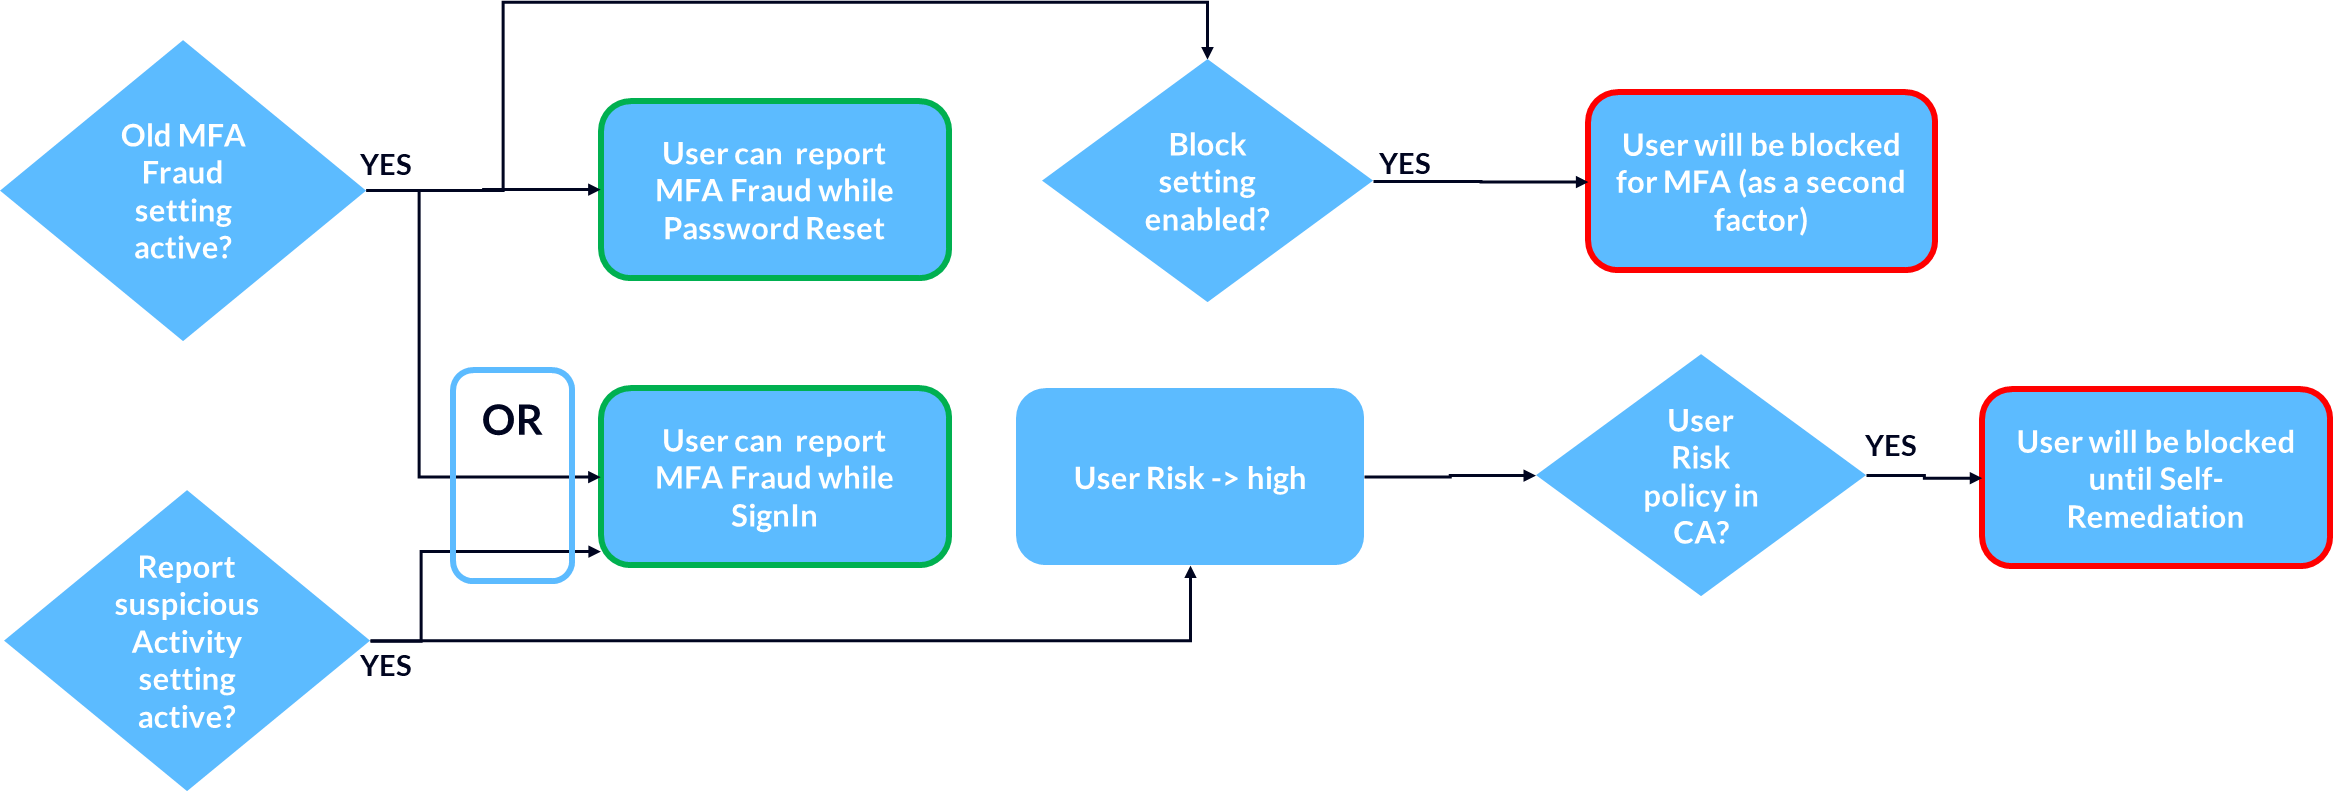 Old MFA
Fraud
setting
active?
YES
User can  report
MFA Fraud while
Password Reset
Block
setting
enabled?
YES
User will be blocked
for MFA (as a second
factor)
OR
User can  report
MFA Fraud while
SignIn
User Risk -> high
User
Risk
policy in
CA?
YES
User will be blocked
until Self-
Remediation
Report
suspicious
Activity
setting
active?
YES